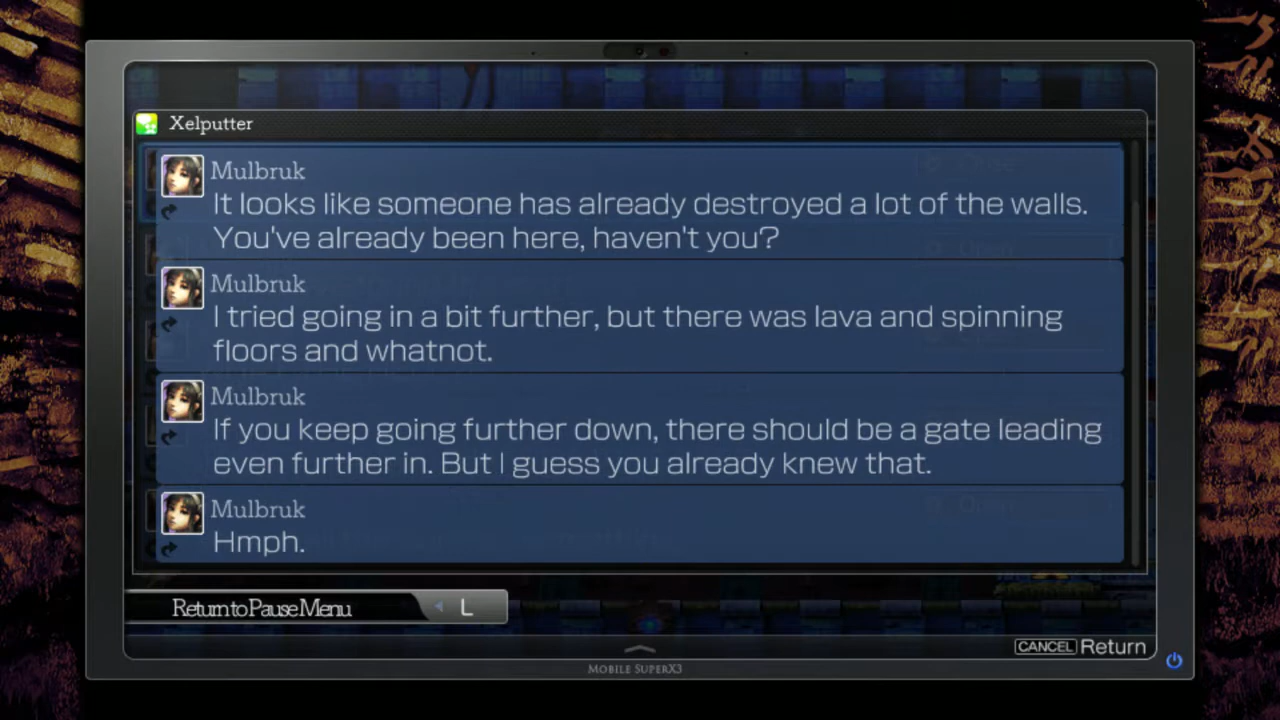 Xelputter
Mulbruk
It looks like someone has already destroyed a lot of the walls.
You've already been here, haven't you?
Mulbruk
I tried going in a bit further, but there was lava and spinning
floors and whatnot.
Mulbruk
If you keep going further down, there should be a gate leading
even further in. But I guess you already knew that.
Mulbruk
Hmph.
Return to Pause Menu
L
CANCEL Return
MOBILE SUPERX3